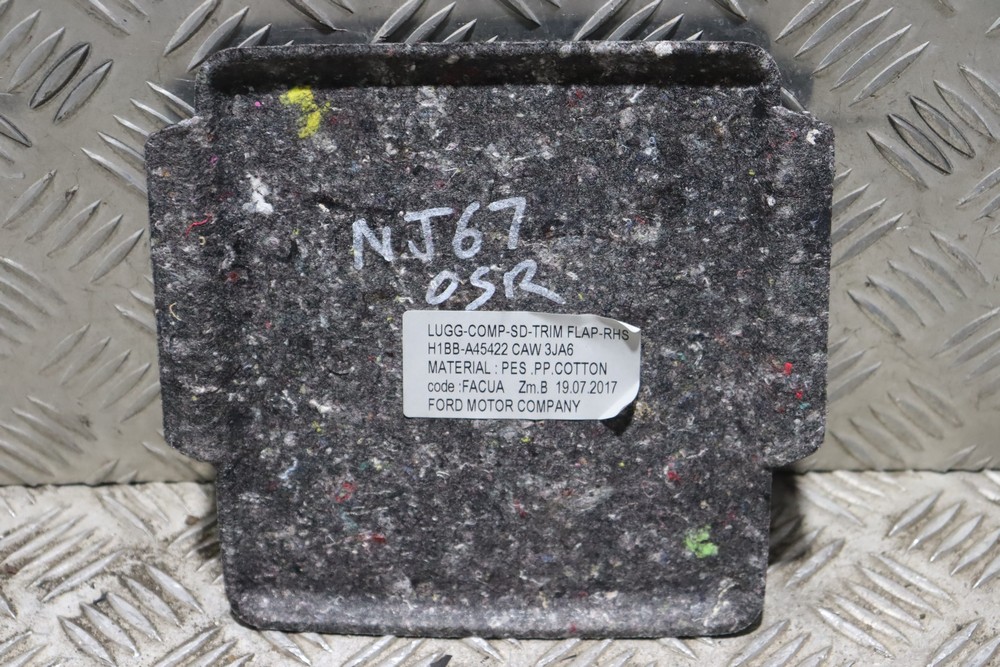 NJ67
OSR
LUGG-COMP-SD-TRIM FLAP-RHS
H1BB-A45422 CAW 3JA6
MATERIAL : PES .PP.COTTON
code :FACUA Zm.B 19.07.2017
FORD MOTOR COMPANY